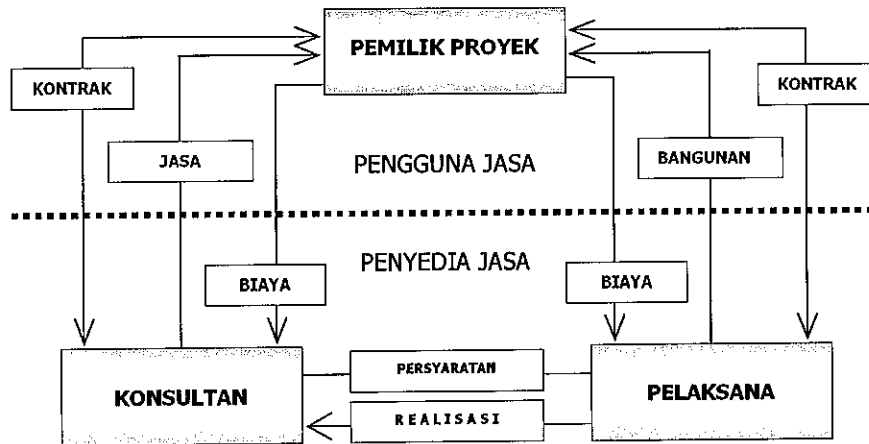 PEMILIK PROYEK
KONTRAK
KONTRAK
JASA
PENGGUNA JASA
BANGUNAN
PENYEDIA JASA
BIAYA
BIAYA
KONSULTAN
PERSYARATAN
PELAKSANA
REALISASI